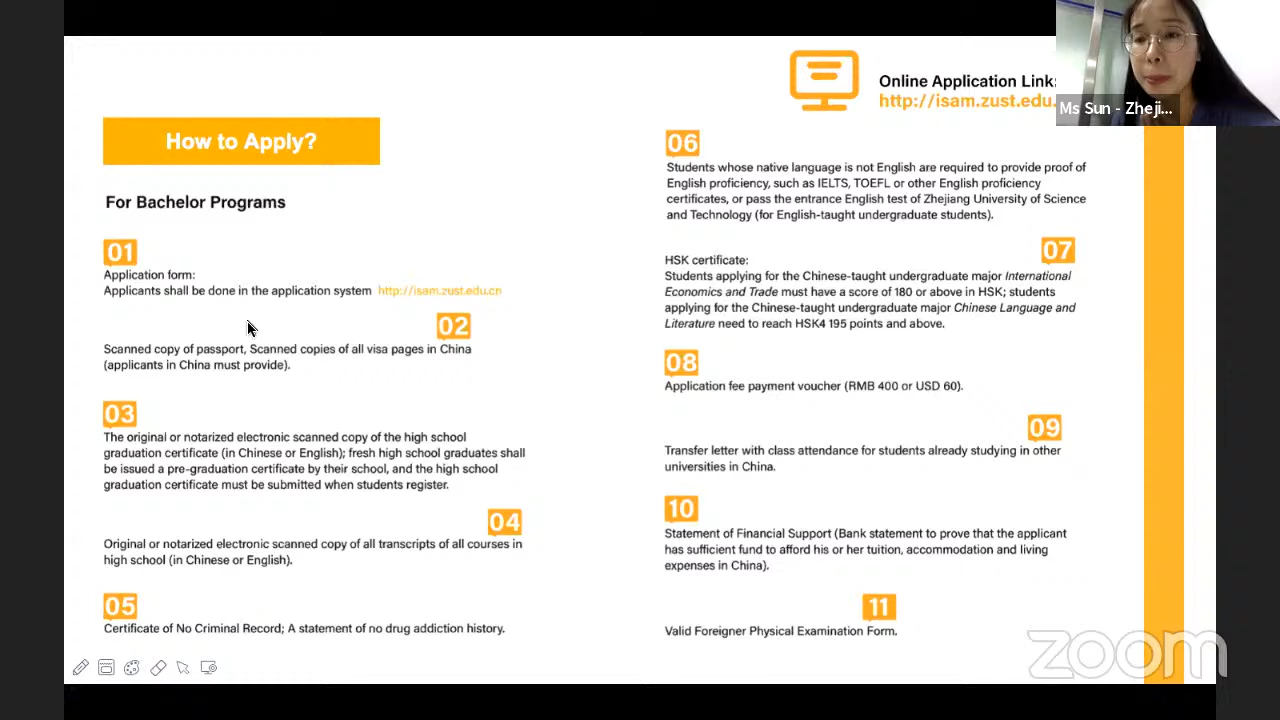 Online Application Link:
http://isam.zust.edu.
Ms Sun - Zheji...
How to Apply?
For Bachelor Programs
01
Application form:
Applicants shall be done in the application system http://isam.zust.edu.cn
02
Scanned copy of passport, Scanned copies of all visa pages in China
(applicants in China must provide).
03
The original or notarized electronic scanned copy of the high school
graduation certificate (in Chinese or English); fresh high school graduates shall
be issued a pre-graduation certificate by their school, and the high school
graduation certificate must be submitted when students register.
04
Original or notarized electronic scanned copy of all transcripts of all courses in
high school (in Chinese or English).
05
Certificate of No Criminal Record; A statement of no drug addiction history.
06
Students whose native language is not English are required to provide proof of
English proficiency, such as IELTS, TOEFL or other English proficiency
certificates, or pass the entrance English test of Zhejiang University of Science
and Technology (for English-taught undergraduate students).
07
HSK certificate:
Students applying for the Chinese-taught undergraduate major International
Economics and Trade must have a score of 180 or above in HSK; students
applying for the Chinese-taught undergraduate major Chinese Language and
Literature need to reach HSK4 195 points and above.
08
Application fee payment voucher (RMB 400 or USD 60).
09
Transfer letter with class attendance for students already studying in other
universities in China.
10
Statement of Financial Support (Bank statement to prove that the applicant
has sufficient fund to afford his or her tuition, accommodation and living
expenses in China).
11
Valid Foreigner Physical Examination Form.
zoom